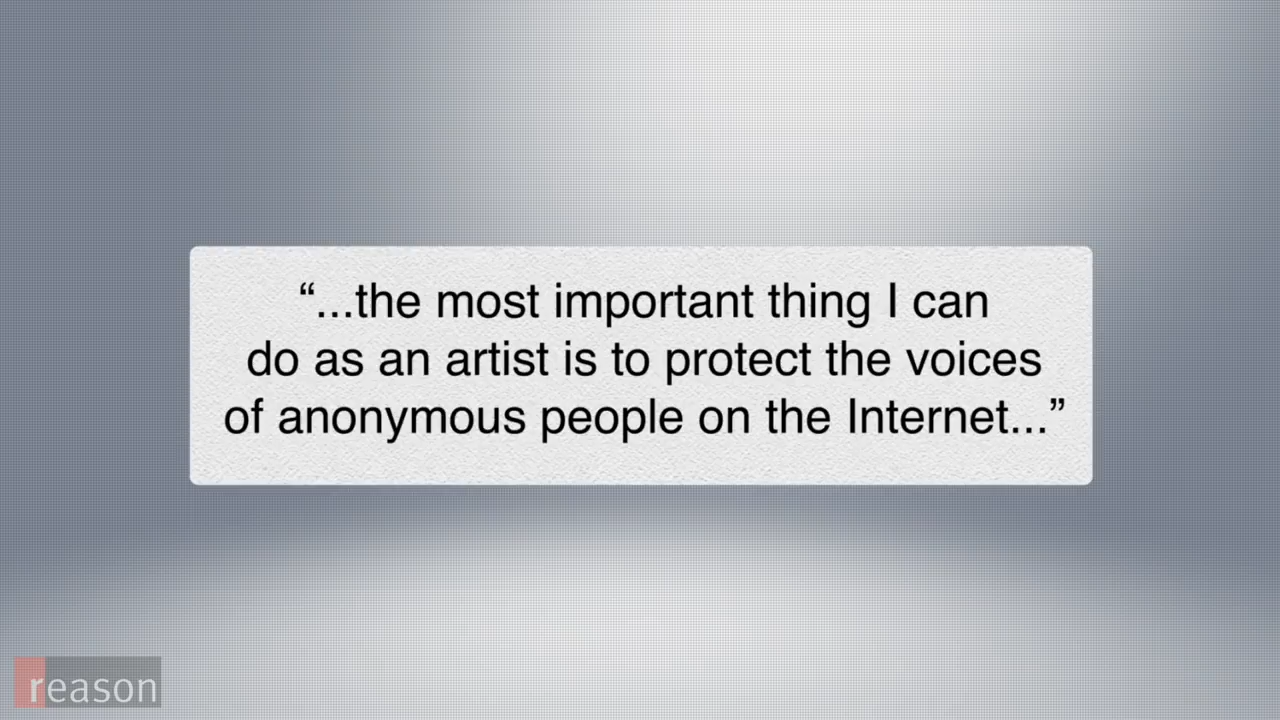 “...the most important thing I can
do as an artist is to protect the voices
of anonymous people on the Internet...”
reason